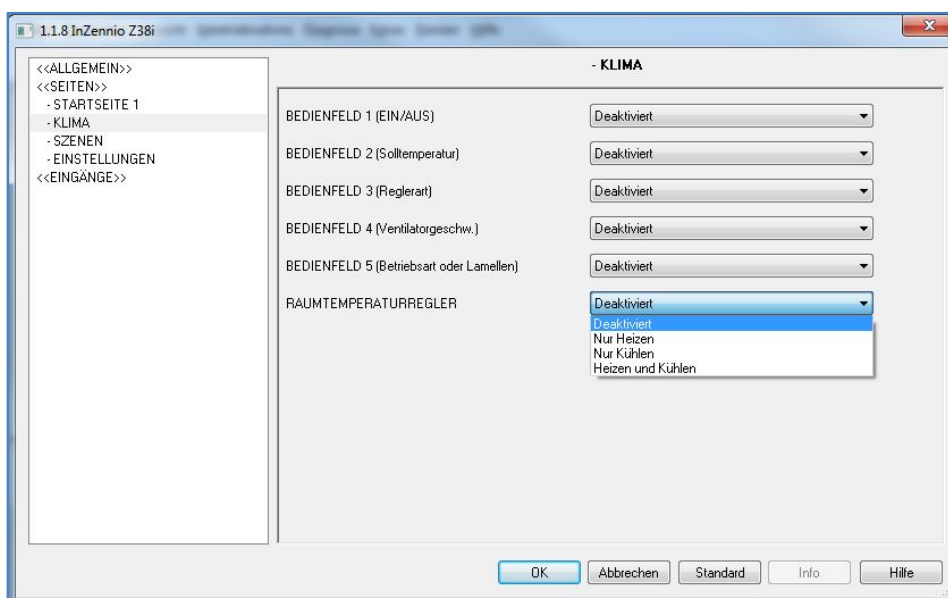 1.1.8 InZennio Z38i
<<ALLGEMEIN>>
<<SEITEN>>
- STARTSEITE 1
- KLIMA
- SZENEN
- EINSTELLUNGEN
<<EINGÄNGE>>
- KLIMA
BEDIENFELD 1 (EIN/AUS) Deaktiviert
BEDIENFELD 2 (Solltemperatur) Deaktiviert
BEDIENFELD 3 (Reglerart) Deaktiviert
BEDIENFELD 4 (Ventilatorgeschw.) Deaktiviert
BEDIENFELD 5 (Betriebsart oder Lamellen) Deaktiviert
RAUMTEMPERATURREGLER Deaktiviert
Deaktiviert
Nur Heizen
Nur Kühlen
Heizen und Kühlen
OK Abbrechen Standard Info Hilfe